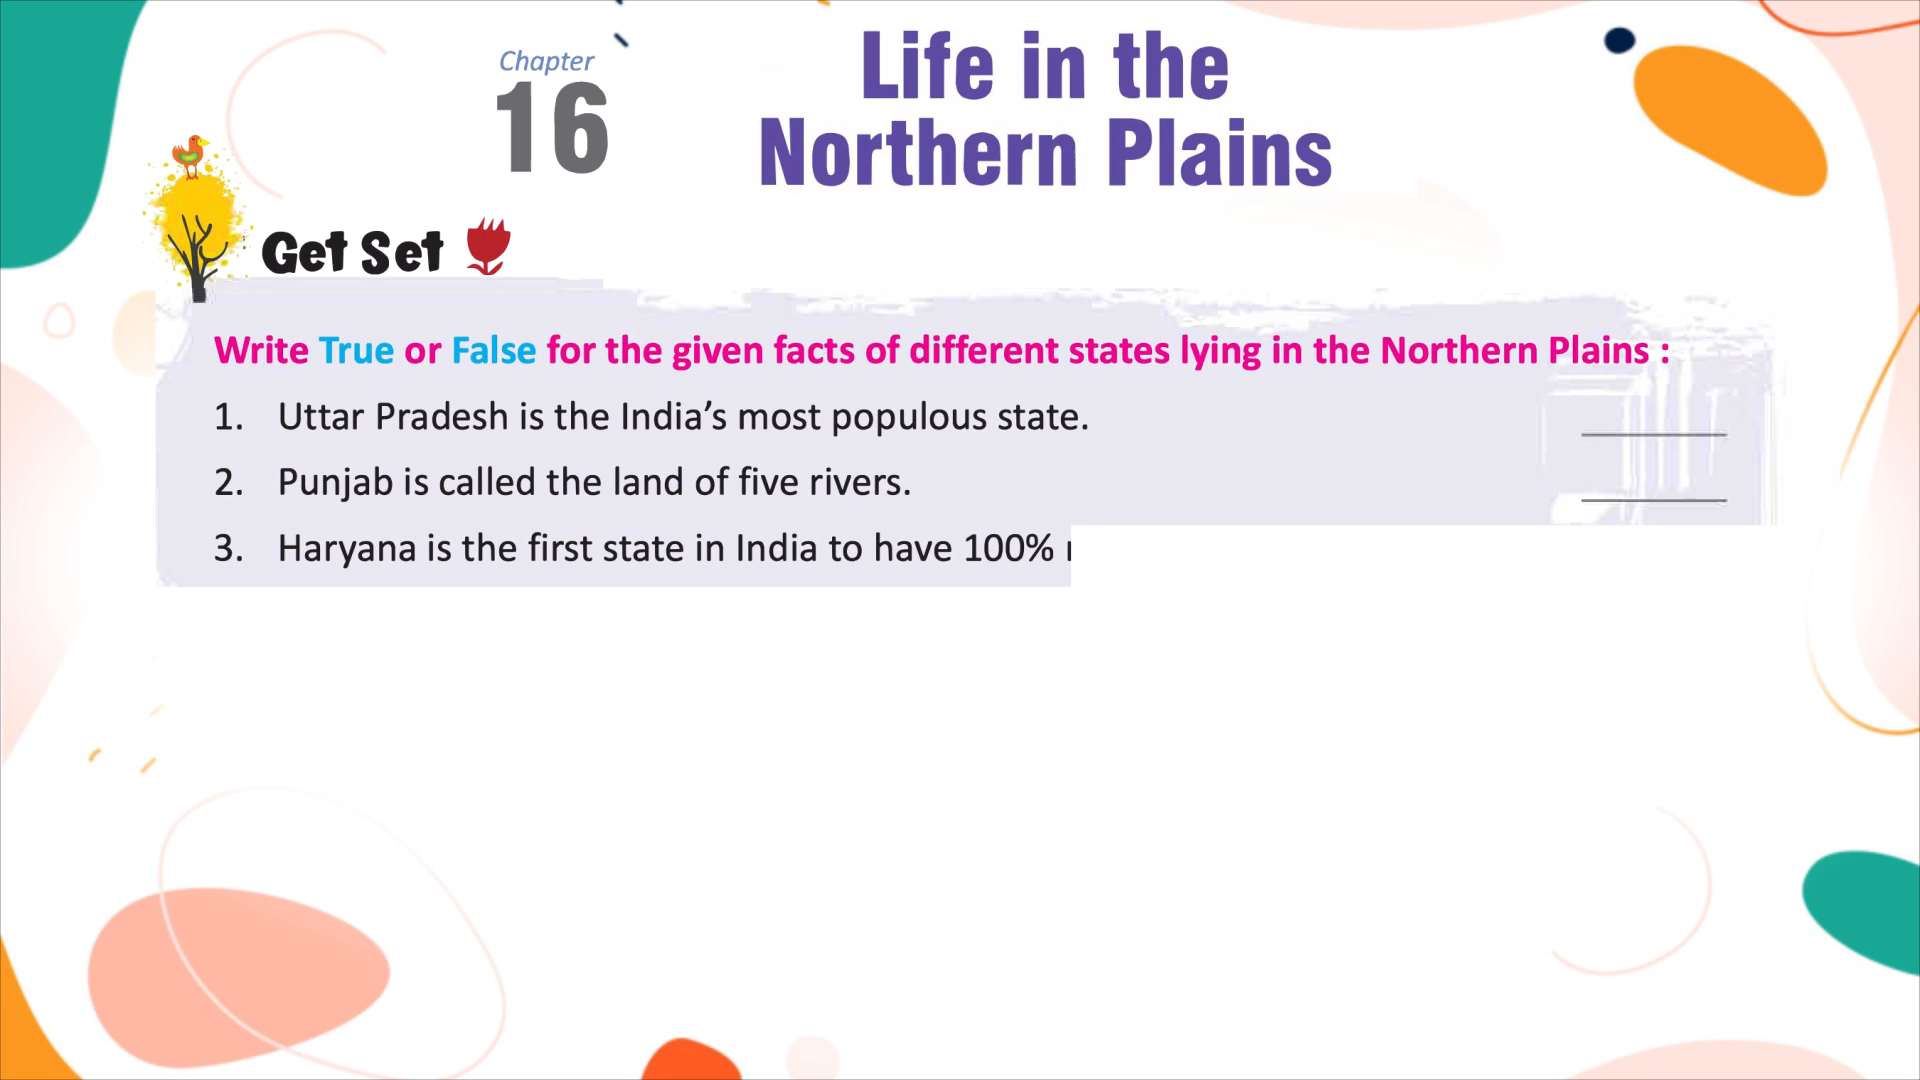 Chapter
16
Life in the
Northern Plains
Get Set
Write True or False for the given facts of different states lying in the Northern Plains :
1. Uttar Pradesh is the India’s most populous state.
2. Punjab is called the land of five rivers.
3. Haryana is the first state in India to have 100%